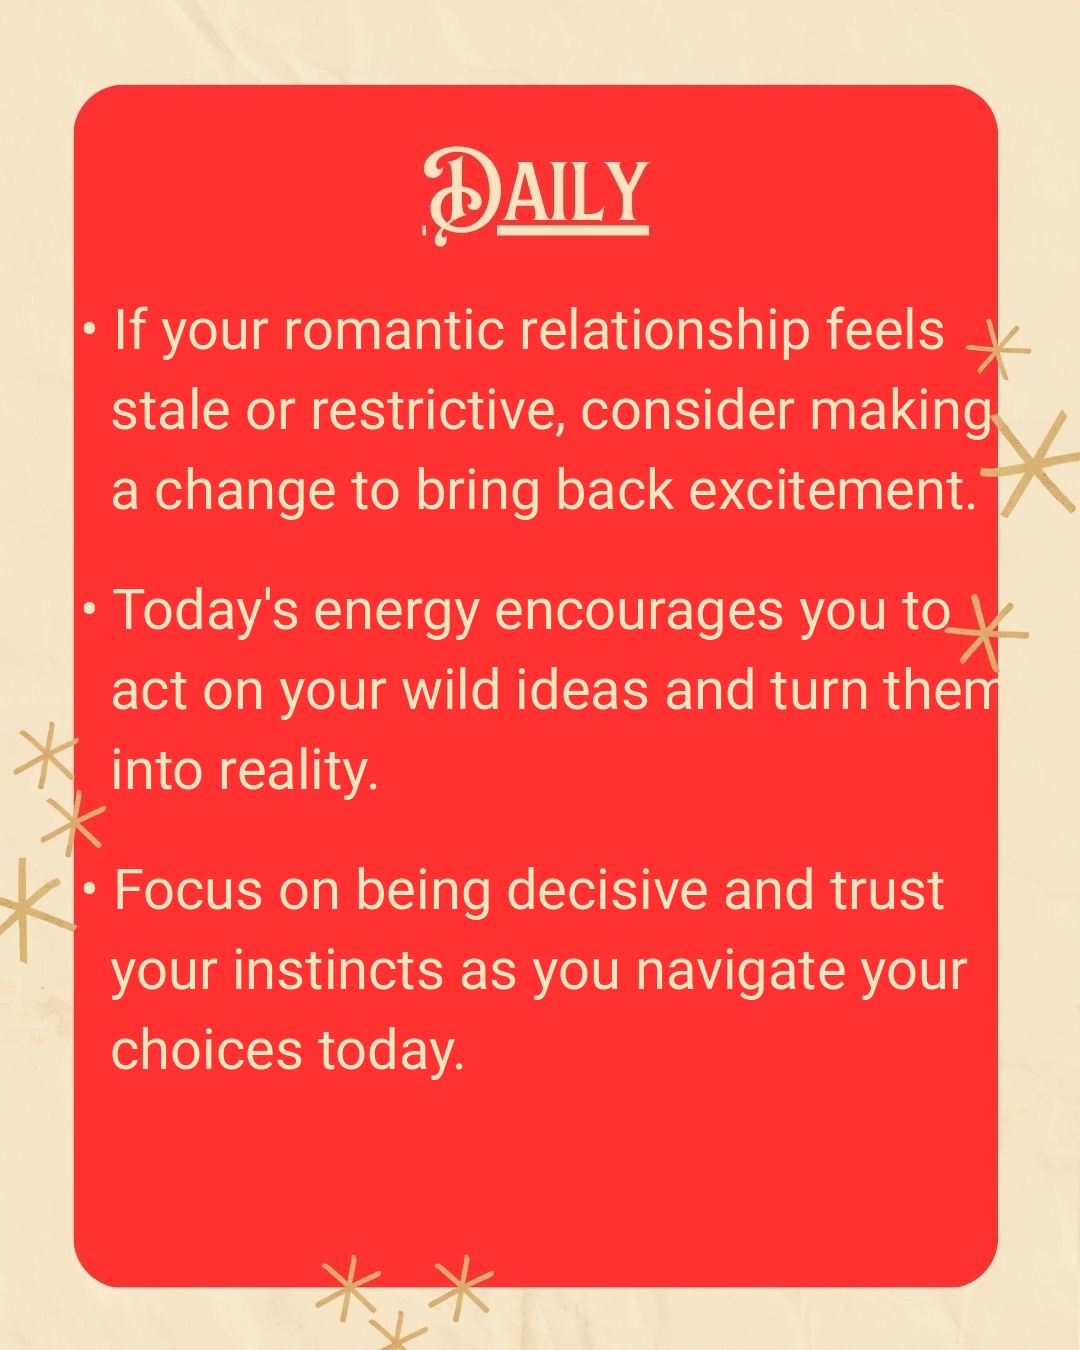 Daily
• If your romantic relationship feels
stale or restrictive, consider making
a change to bring back excitement.
• Today's energy encourages you to
act on your wild ideas and turn them
into reality.
• Focus on being decisive and trust
your instincts as you navigate your
choices today.